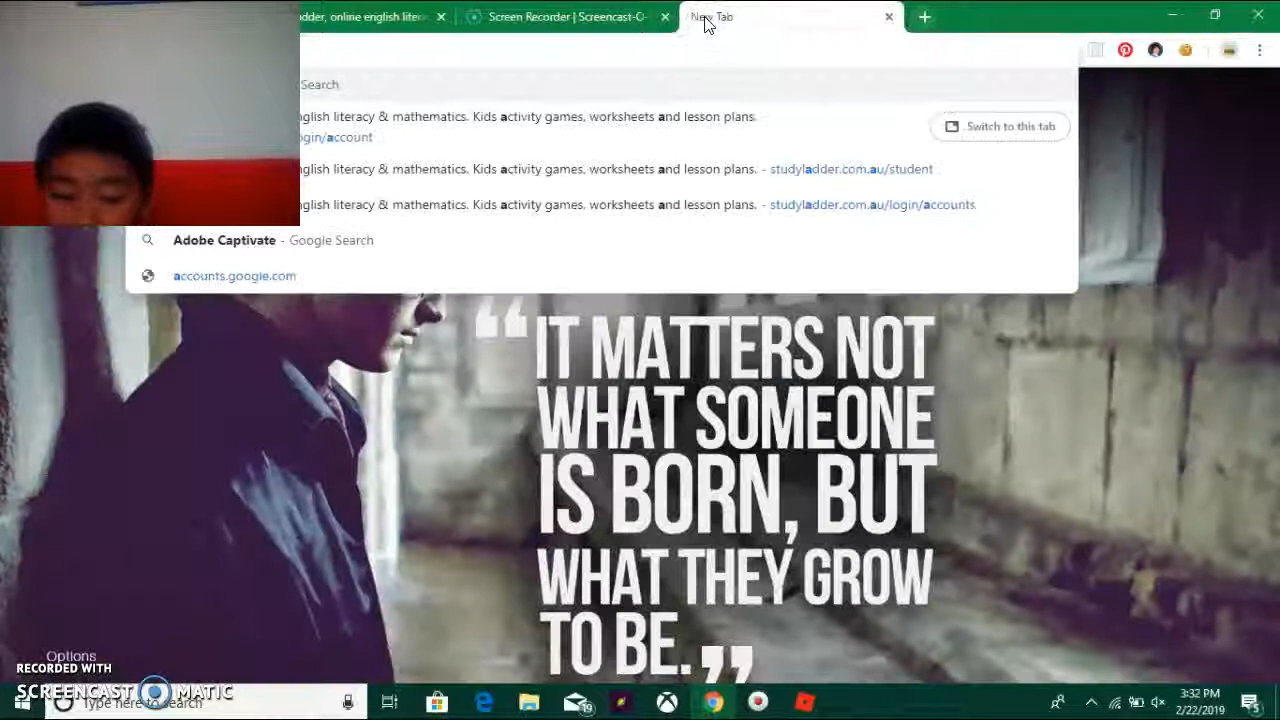 adder, online english liter
Screen Recorder | Screencast-O-
New Tab
Search
nglish literacy & mathematics. Kids activity games, worksheets and lesson plans.
ogin/account
Switch to this tab
nglish literacy & mathematics. Kids activity games, worksheets and lesson plans. - studyladder.com.au/student
nglish literacy & mathematics. Kids activity games, worksheets and lesson plans. - studyladder.com.au/login/accounts
Adobe Captivate - Google Search
accounts.google.com
“IT MATTERS NOT
WHAT SOMEONE
IS BORN, BUT
WHAT THEY GROW
TO BE.”
Options
RECORDED WITH
SCREENCAST MATIC
Type here to search
19
3:32 PM
2/22/2019
5